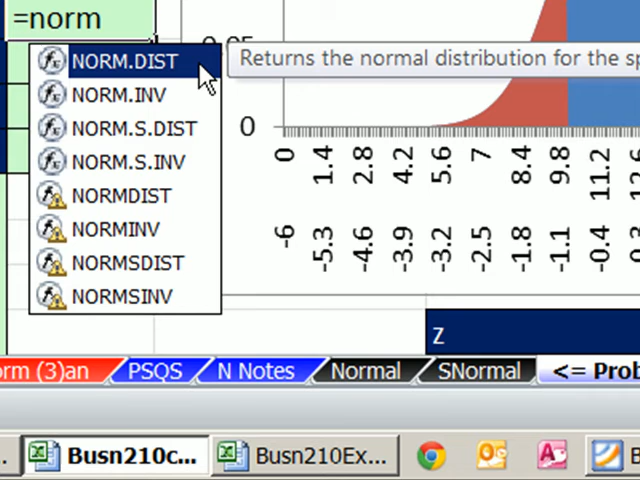 =norm
NORM.DIST
Returns the normal distribution for the sp
NORM.INV
NORM.S.DIST
NORM.S.INV
NORMDIST
NORMINV
NORMSDIST
NORMSINV
0
0 1.4 2.8 4.2 5.6 7 8.4 9.8 11.2 12.6
-6 -5.3 -4.6 -3.9 -3.2 -2.5 -1.8 -1.1 -0.4 0.3
z
orm (3)an PSQS N Notes Normal SNormal <= Prob
Busn210c... Busn210Ex...